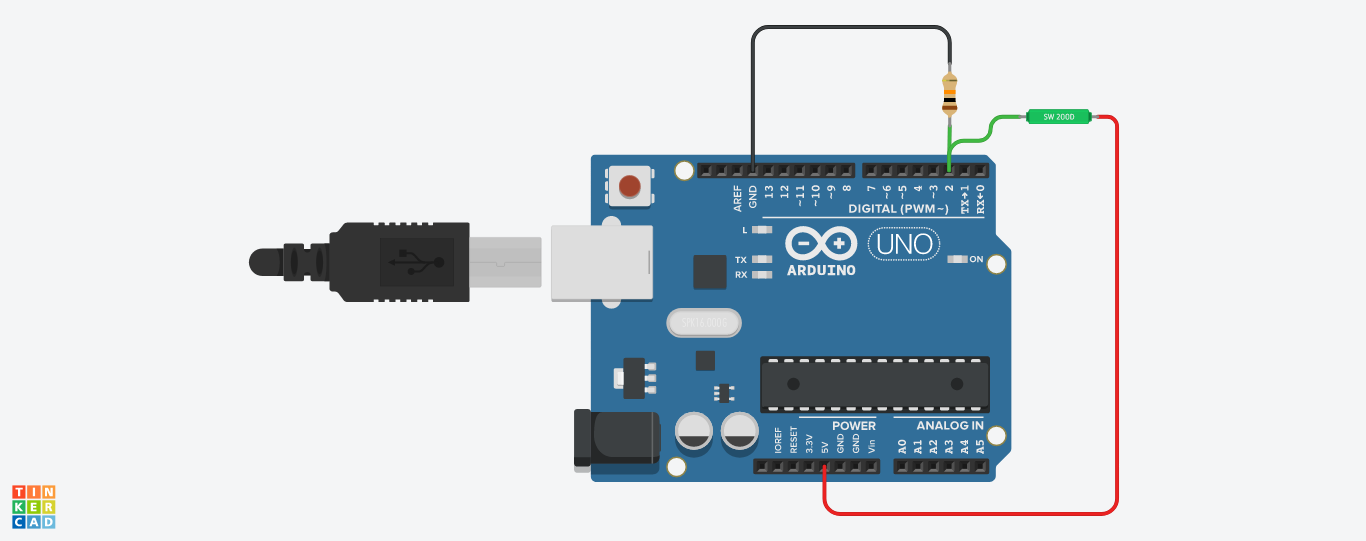 SW 200D
AREF
GND
13
12
~11
~10
~9
8
7
~6
~5
4
~3
2
TX→1
RX←0
DIGITAL (PWM~)
L
TX
RX
ARDUINO
UNO
ON
POWER
ANALOG IN
IOREF
RESET
3.3V
5V
GND
GND
Vin
A0
A1
A2
A3
A4
A5
TIN
KER
CAD